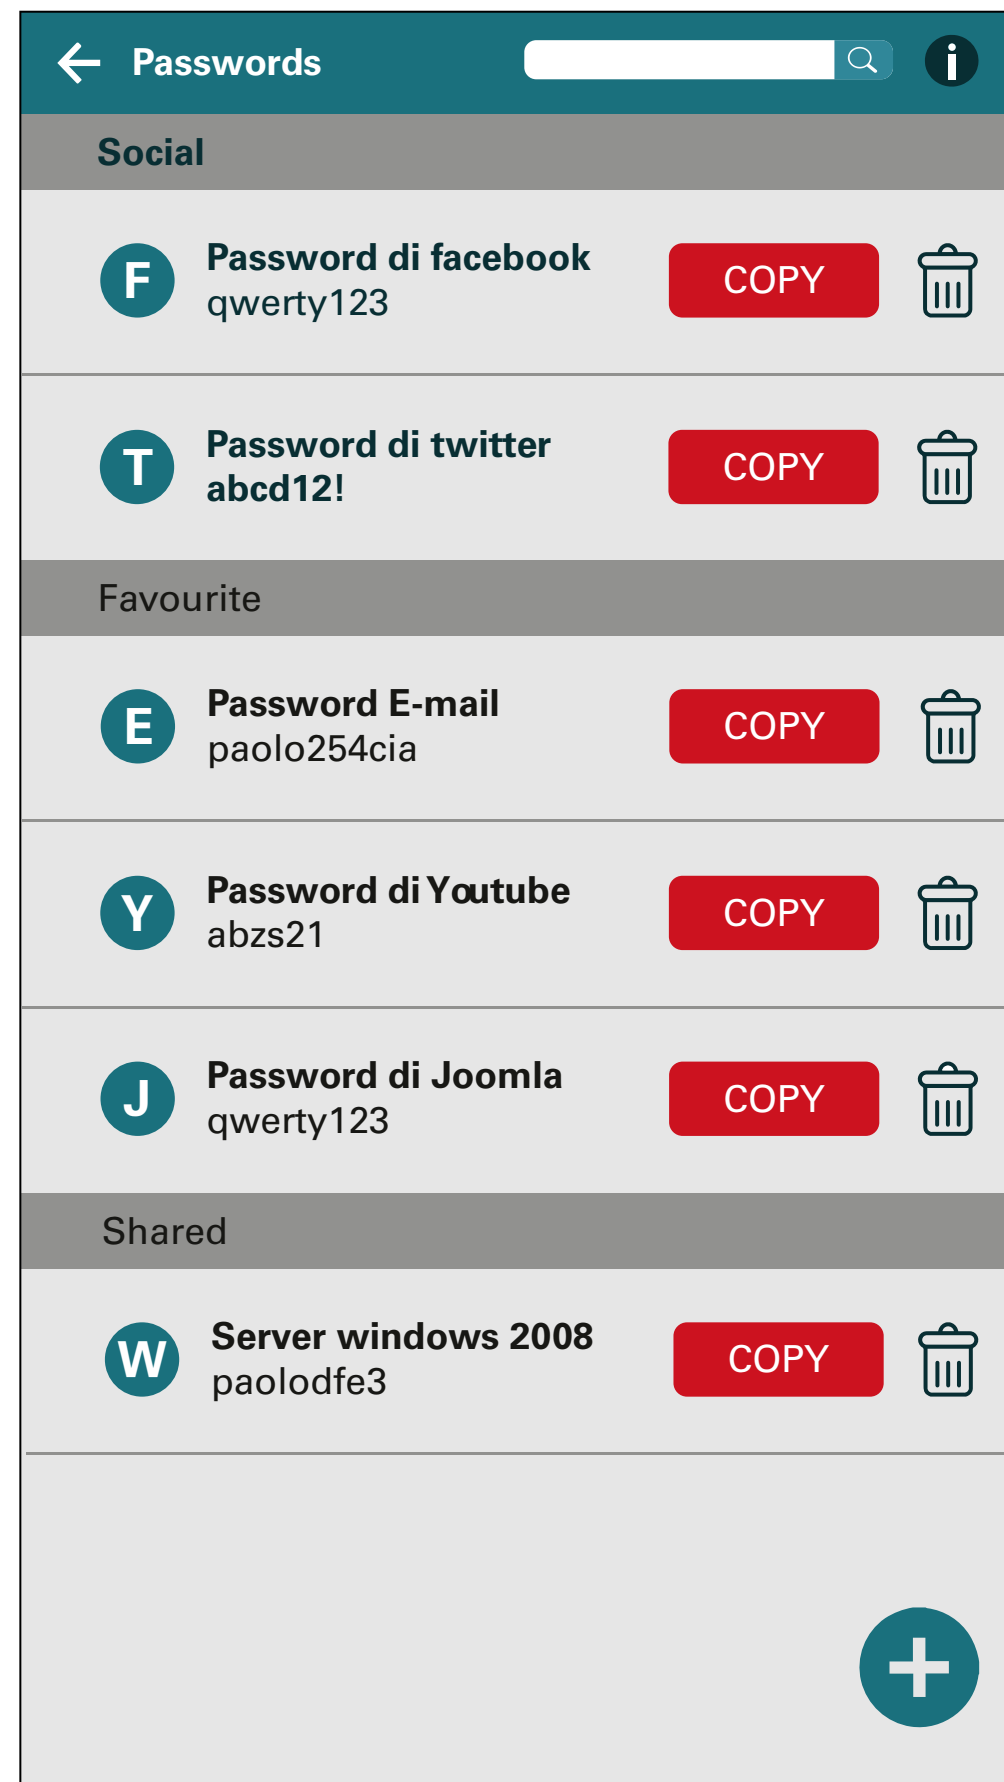 Passwords
i
Social
F
Password di facebook
qwerty123
COPY
T
Password di twitter
abcd12!
COPY
Favourite
E
Password E-mail
paolo254cia
COPY
Y
Password di Youtube
abzs21
COPY
J
Password di Joomla
qwerty123
COPY
Shared
W
Server windows 2008
paolodfe3
COPY
+